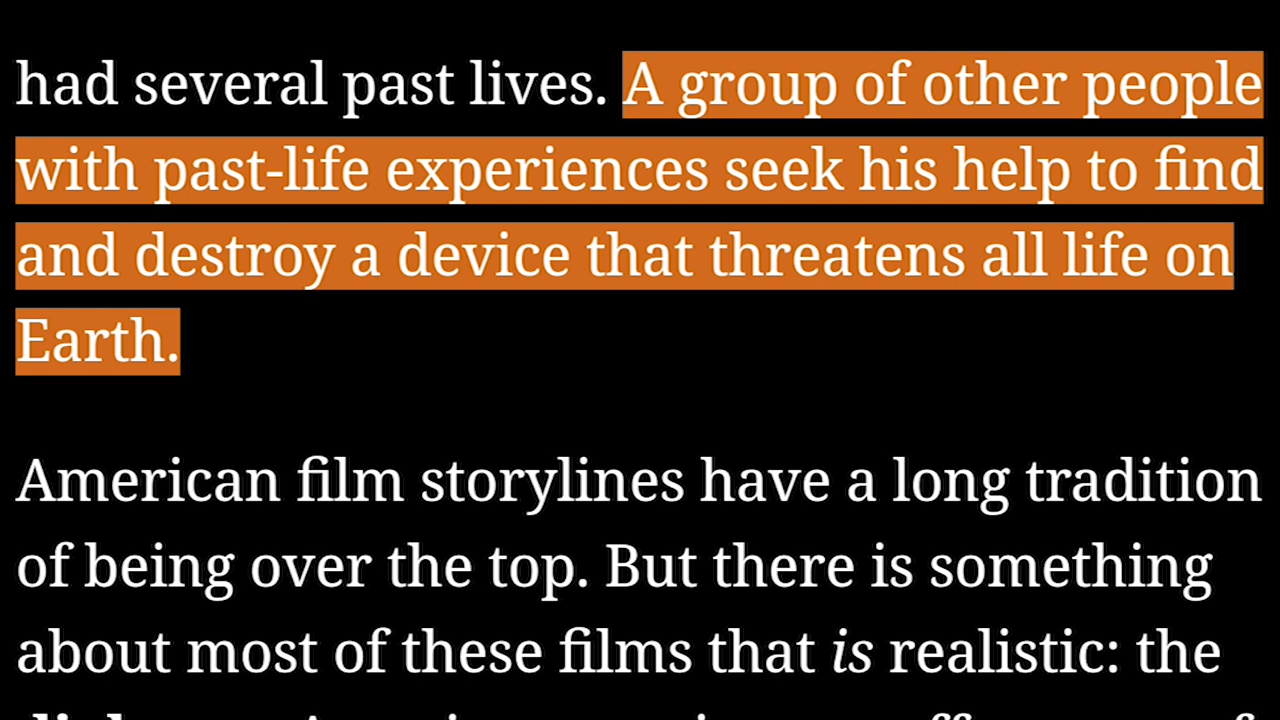 had several past lives. A group of other people
with past-life experiences seek his help to find
and destroy a device that threatens all life on
Earth.
American film storylines have a long tradition
of being over the top. But there is something
about most of these films that is realistic: the